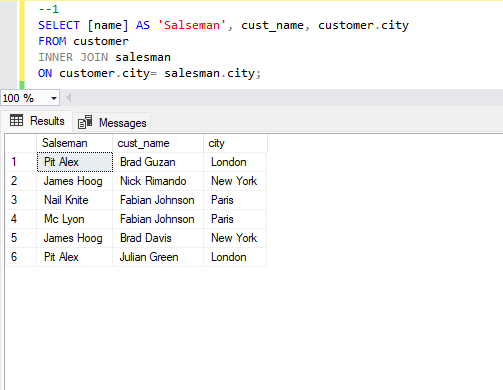 --1
SELECT [name] AS 'Salseman', cust_name, customer.city
FROM customer
INNER JOIN salesman
ON customer.city= salesman.city;
100 %
Results Messages
Salseman cust_name city
1 Pit Alex Brad Guzan London
2 James Hoog Nick Rimando New York
3 Nail Knite Fabian Johnson Paris
4 Mc Lyon Fabian Johnson Paris
5 James Hoog Brad Davis New York
6 Pit Alex Julian Green London